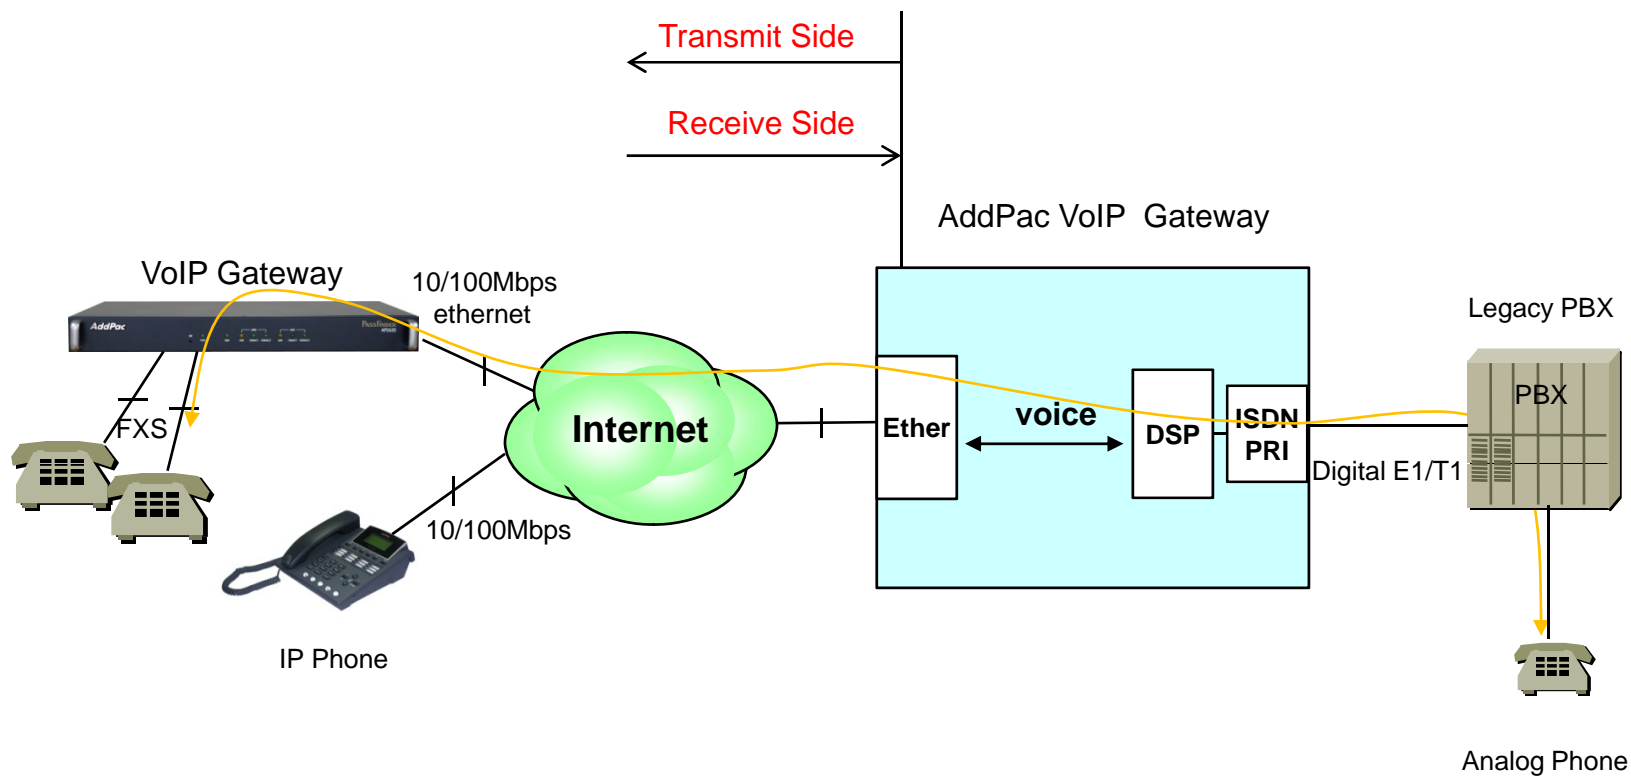 Transmit Side
Receive Side
AddPac VoIP Gateway
VoIP Gateway
10/100Mbps
ethernet
AddPac
Legacy PBX
PBX
Internet
Ether
voice
DSP
ISDN
PRI
Digital E1/T1
FXS
10/100Mbps
IP Phone
Analog Phone